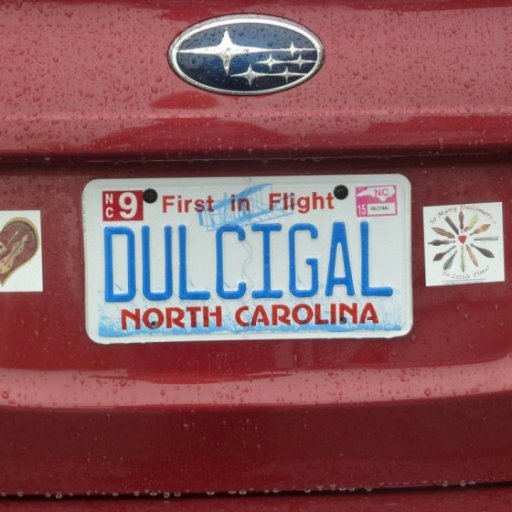 NC 9 First in Flight 15 NC
DULCIGAL
NORTH CAROLINA
So Many Dulcimers...
So Little Time!